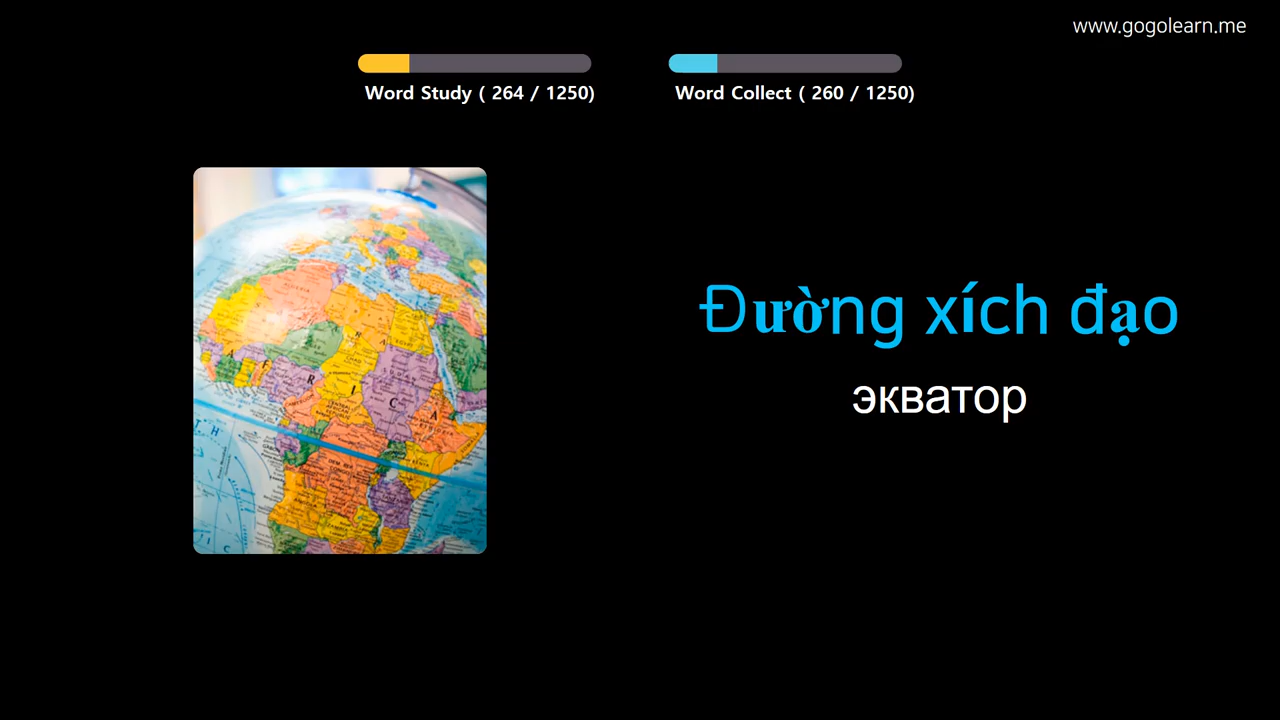 www.gogolearn.me
Word Study ( 264 / 1250)
Word Collect ( 260 / 1250)
Đường xích đạo
экватор
A F R I C A